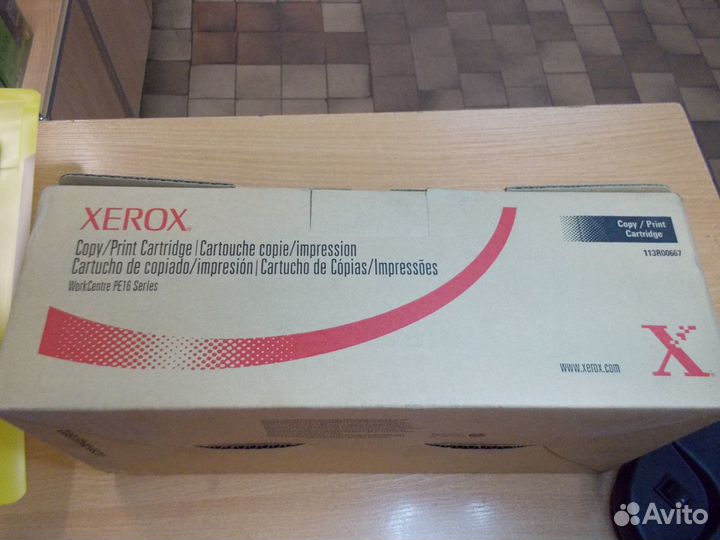 XEROX
Copy/Print Cartridge | Cartouche copie/impression
Cartucho de copiado/impresión | Cartucho de Cópias/Impressões
WorkCentre PE16 Series
Copy / Print
Cartridge
113R00667
X
www.xerox.com
Avito